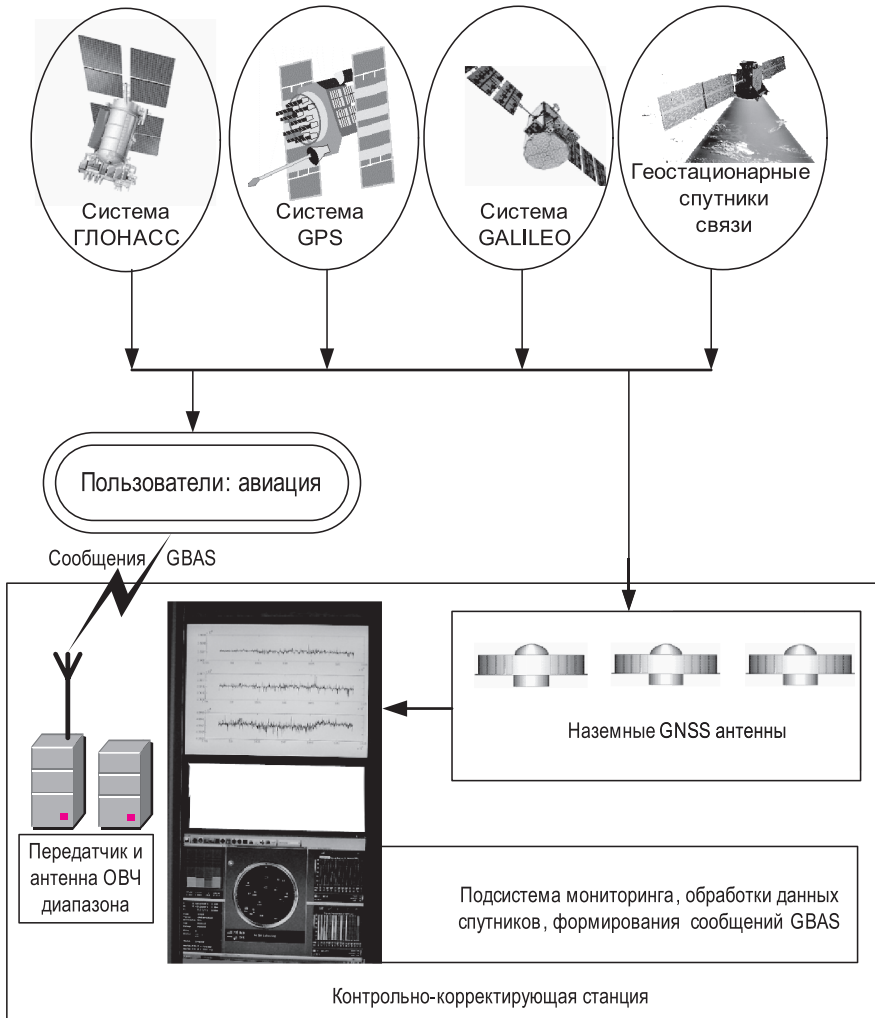 Система
ГЛОНАСС
Система
GPS
Система
GALILEO
Геостационарные
спутники
связи
Пользователи: авиация
Сообщения GBAS
Наземные GNSS антенны
Передатчик и
антенна ОВЧ
диапазона
Подсистема мониторинга, обработки данных
спутников, формирования сообщений GBAS
Контрольно-корректирующая станция